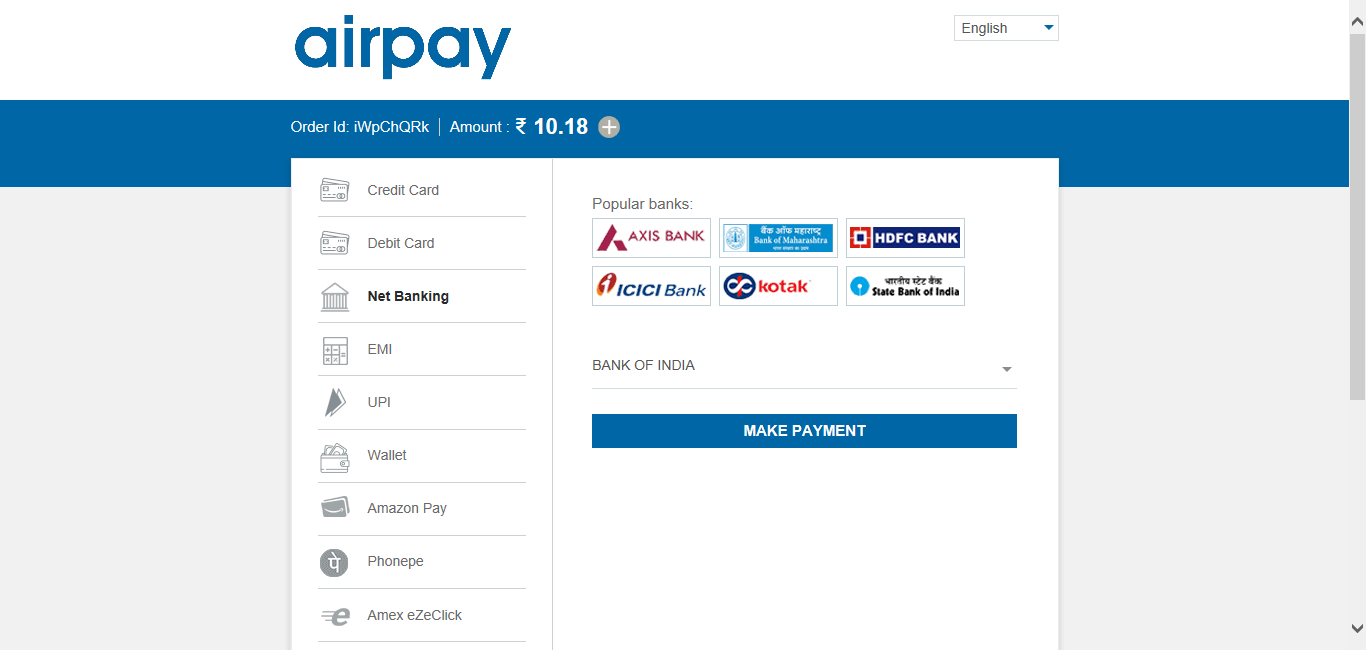 airpay
English
Order Id: iWpChQRk | Amount : ₹ 10.18
Credit Card
Debit Card
Net Banking
EMI
UPI
Wallet
Amazon Pay
Phonepe
Amex eZeClick
Popular banks:
AXIS BANK
बैंक ऑफ महाराष्ट्र
Bank of Maharashtra
HDFC BANK
ICICI Bank
kotak
भारतीय स्टेट बैंक
State Bank of India
BANK OF INDIA
MAKE PAYMENT